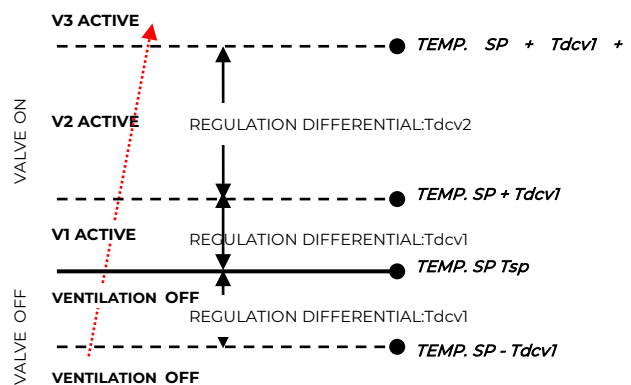 V3 ACTIVE
TEMP. SP + Tdcv1 +
V2 ACTIVE
REGULATION DIFFERENTIAL:Tdcv2
VALVE ON
TEMP. SP + Tdcv1
V1 ACTIVE
REGULATION DIFFERENTIAL:Tdcv1
TEMP. SP Tsp
VENTILATION OFF
REGULATION DIFFERENTIAL:Tdcv1
VALVE OFF
TEMP. SP - Tdcv1
VENTILATION OFF